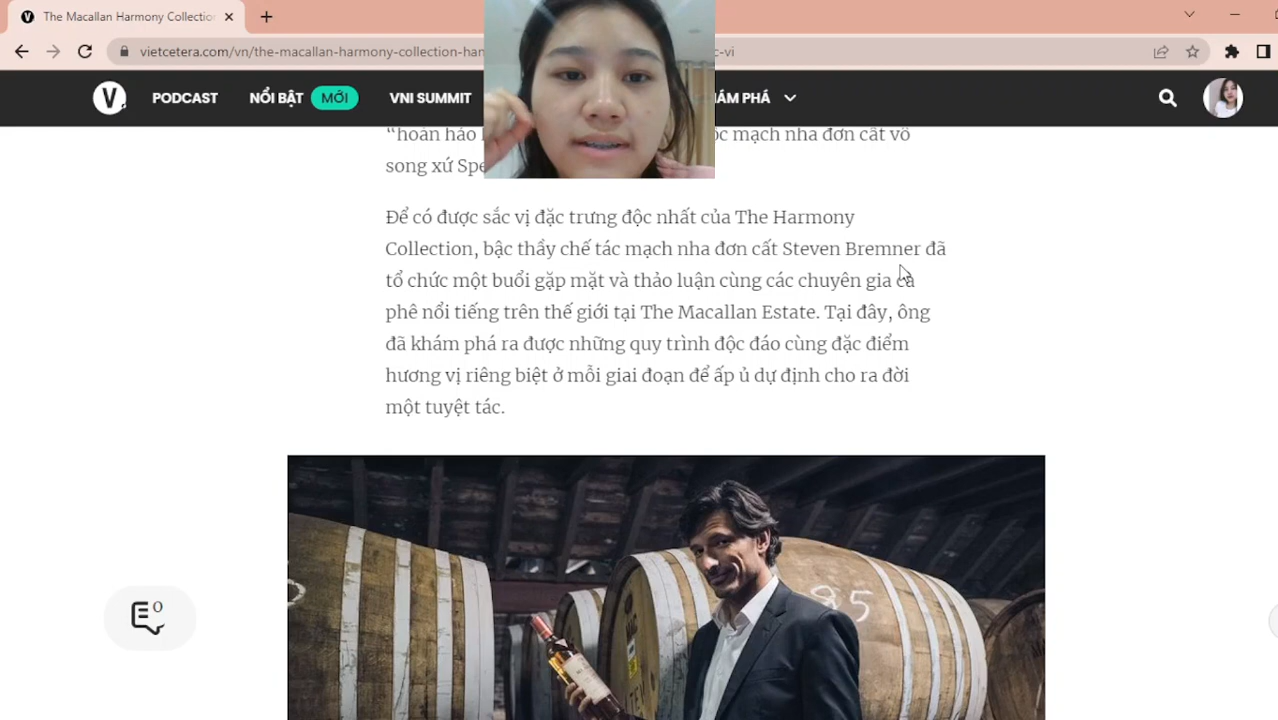 The Macallan Harmony Collectio
vietcetera.com/vn/the-macallan-harmony-collection-han
c-vi
V.
PODCAST
NỔI BẬT
MỚI
VNI SUMMIT
ÁM PHÁ
“hoàn hảo
ộc mạch nha đơn cất vô
song xứ Spe
Để có được sắc vị đặc trưng độc nhất của The Harmony
Collection, bậc thầy chế tác mạch nha đơn cất Steven Bremner đã
tổ chức một buổi gặp mặt và thảo luận cùng các chuyên gia cà
phê nổi tiếng trên thế giới tại The Macallan Estate. Tại đây, ông
đã khám phá ra được những quy trình độc đáo cùng đặc điểm
hương vị riêng biệt ở mỗi giai đoạn để ấp ủ dự định cho ra đời
một tuyệt tác.
85
0